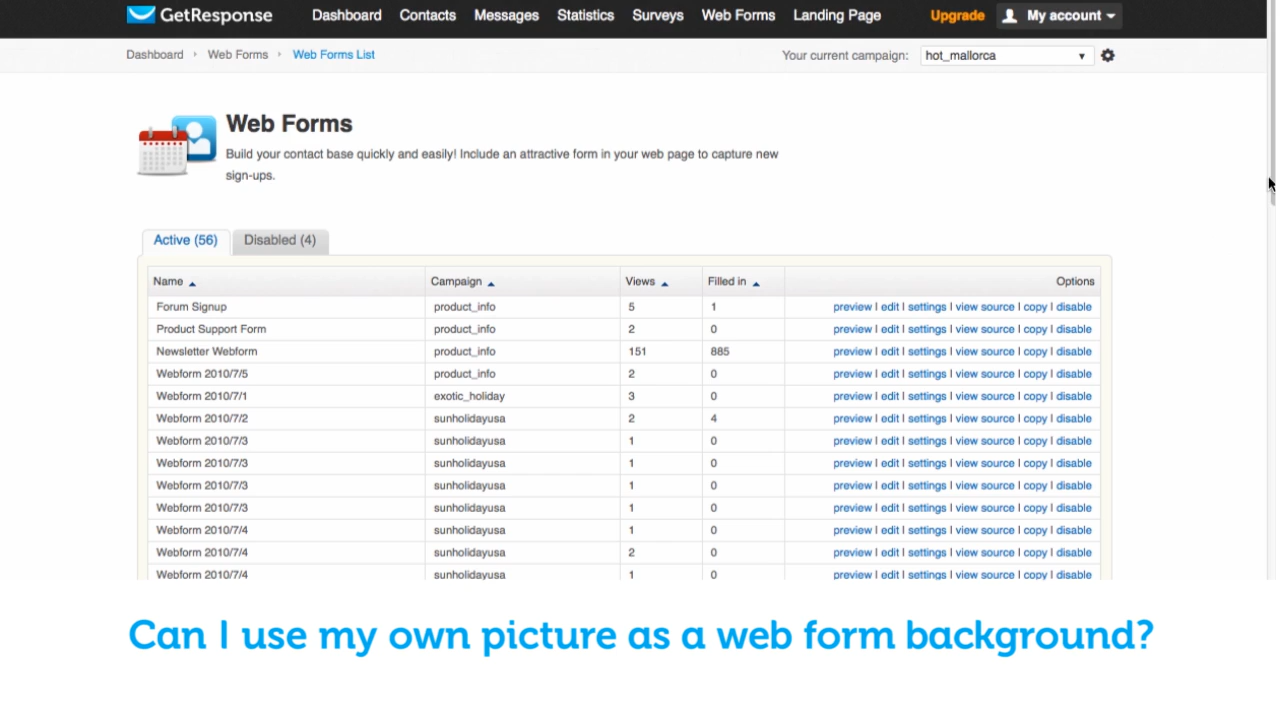 GetResponse Dashboard Contacts Messages Statistics Surveys Web Forms Landing Page Upgrade My account
Dashboard Web Forms Web Forms List Your current campaign: hot_mallorca
Web Forms
Build your contact base quickly and easily! Include an attractive form in your web page to capture new
sign-ups.
Active (56) Disabled (4)
Name Campaign Views Filled in Options
Forum Signup product_info 5 1 preview | edit | settings | view source | copy | disable
Product Support Form product_info 2 0 preview | edit | settings | view source | copy | disable
Newsletter Webform product_info 151 885 preview | edit | settings | view source | copy | disable
Webform 2010/7/5 product_info 2 0 preview | edit | settings | view source | copy | disable
Webform 2010/7/1 exotic_holiday 3 0 preview | edit | settings | view source | copy | disable
Webform 2010/7/2 sunholidayusa 2 4 preview | edit | settings | view source | copy | disable
Webform 2010/7/3 sunholidayusa 1 0 preview | edit | settings | view source | copy | disable
Webform 2010/7/3 sunholidayusa 1 0 preview | edit | settings | view source | copy | disable
Webform 2010/7/3 sunholidayusa 1 0 preview | edit | settings | view source | copy | disable
Webform 2010/7/3 sunholidayusa 1 0 preview | edit | settings | view source | copy | disable
Webform 2010/7/4 sunholidayusa 1 0 preview | edit | settings | view source | copy | disable
Webform 2010/7/4 sunholidayusa 2 0 preview | edit | settings | view source | copy | disable
Webform 2010/7/4 sunholidayusa 1 0 preview | edit | settings | view source | copy | disable
Can I use my own picture as a web form background?